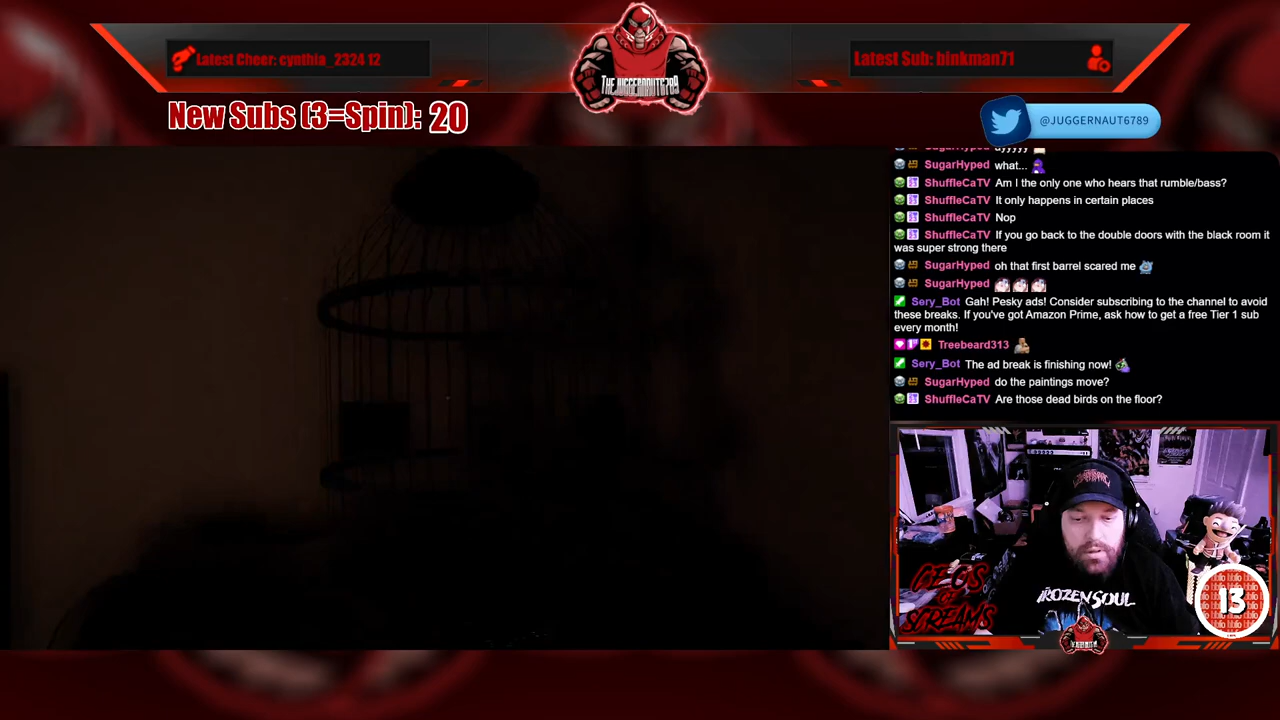 Latest Cheer: cynthia_2324 12
THEJUGGERNAUT6789
Latest Sub: hinkman71
New Subs (3=Spin): 20
@JUGGERNAUT6789
SugarHyped ayyyyy
SugarHyped what...
ShuffleCaTV Am I the only one who hears that rumble/bass?
ShuffleCaTV It only happens in certain places
ShuffleCaTV Nop
ShuffleCaTV If you go back to the double doors with the black room it
was super strong there
SugarHyped oh that first barrel scared me
SugarHyped
Sery_Bot Gah! Pesky ads! Consider subscribing to the channel to avoid
these breaks. If you've got Amazon Prime, ask how to get a free Tier 1 sub
every month!
Treebeard313
Sery_Bot The ad break is finishing now!
SugarHyped do the paintings move?
ShuffleCaTV Are those dead birds on the floor?
FROZEN SOUL
OF
SCREAMS
13